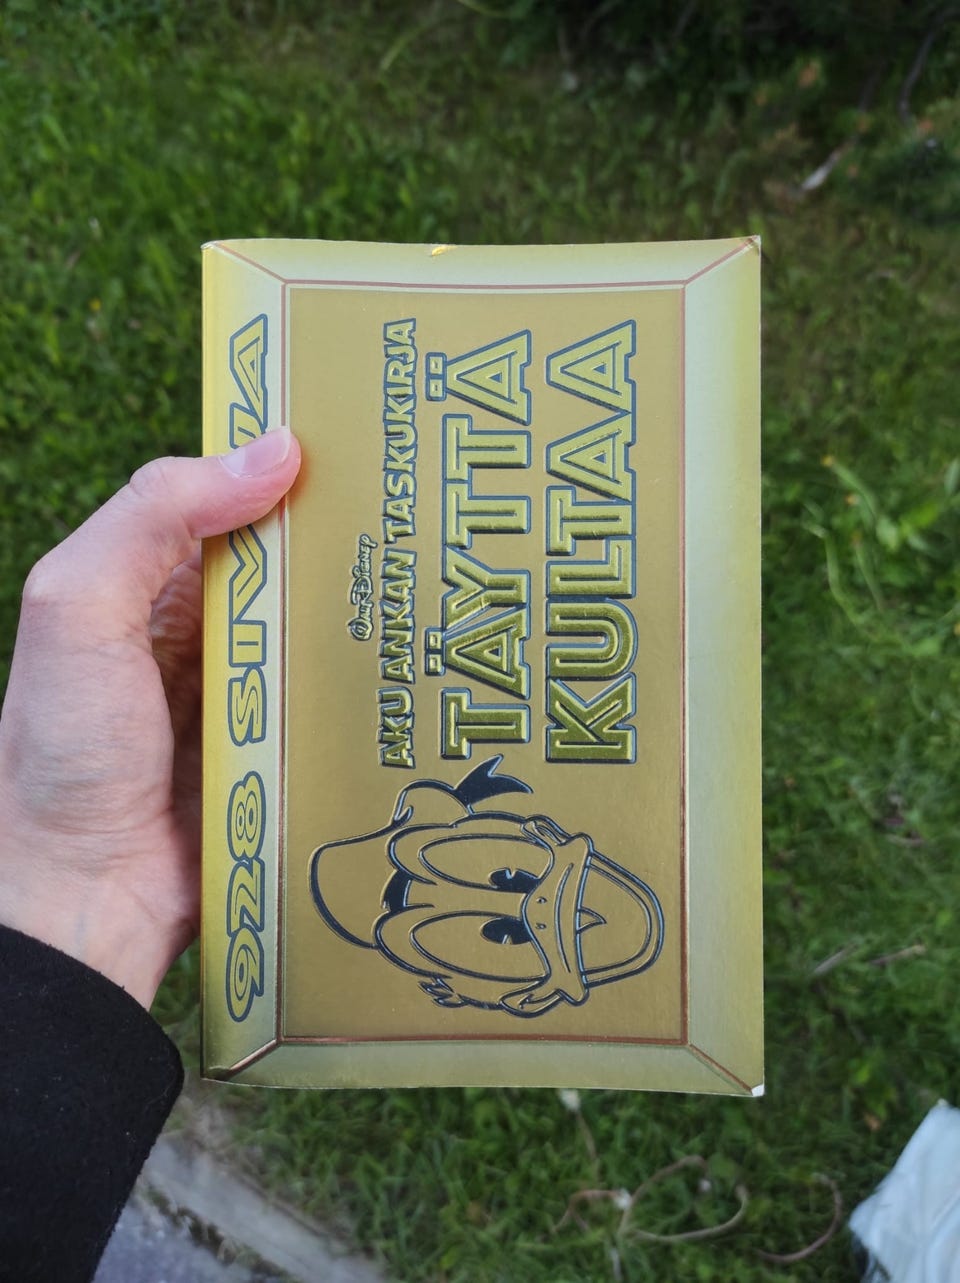 928 SIVUA
Walt Disney
AKU ANKAN TASKUKIRJA
TÄYTTÄ
KULTAA